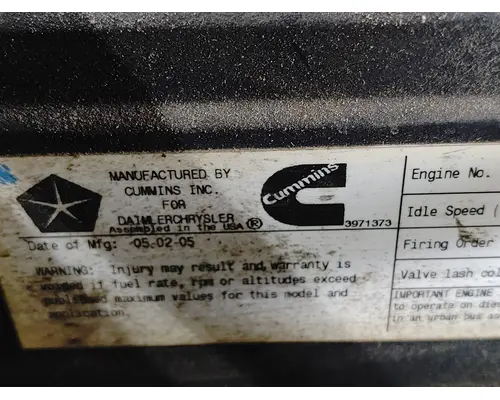 MANUFACTURED BY
CUMMINS INC.
FOR
DAIMLERCHRYSLER
Assembled in the USA ®
Cummins
3971373
Date of Mfg: 05-02-05
WARNING: Injury may result and warranty is
voided if fuel rate, rpm or altitudes exceed
published maximum values for this model and
application.
Engine No.
Idle Speed (
Firing Order
Valve lash col
IMPORTANT ENGINE
to operate on die
in an urban bus as